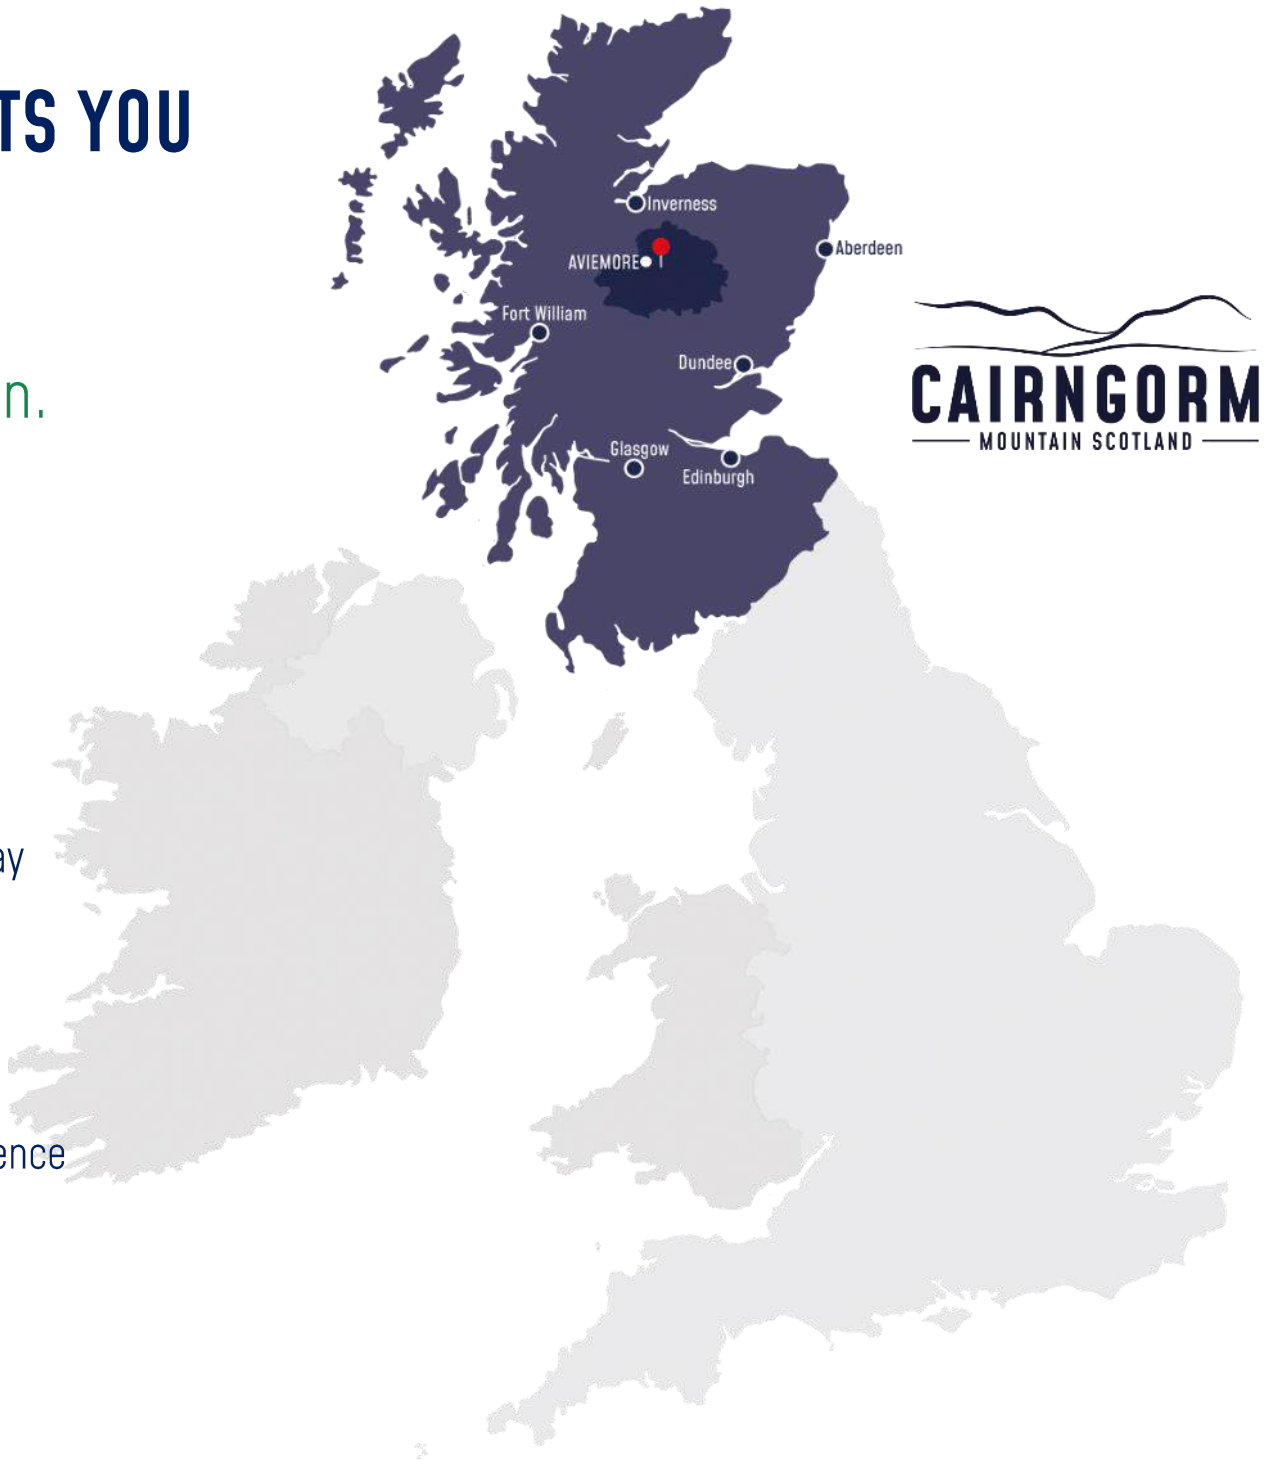 TS YOU
n.
ay
ence
Inverness
Aberdeen
AVIEMORE
Fort William
Dundee
Glasgow
Edinburgh
CAIRNGORM
MOUNTAIN SCOTLAND